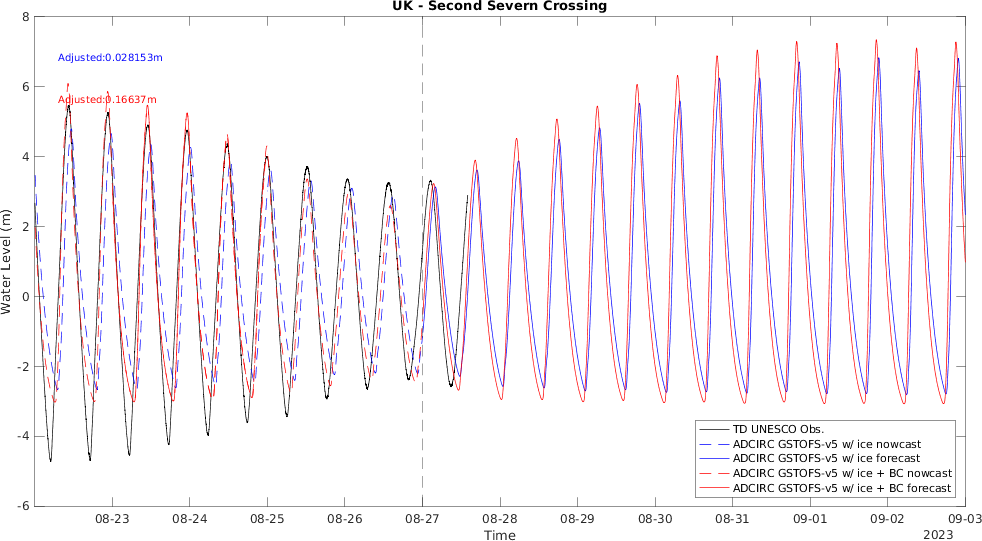 UK - Second Severn Crossing
Adjusted:0.028153m
Adjusted:0.16637m
Water Level (m)
8
6
4
2
0
-2
-4
-6
TD UNESCO Obs.
ADCIRC GSTOFS-v5 w/ ice nowcast
ADCIRC GSTOFS-v5 w/ ice forecast
ADCIRC GSTOFS-v5 w/ ice + BC nowcast
ADCIRC GSTOFS-v5 w/ ice + BC forecast
08-23 08-24 08-25 08-26 08-27 08-28 08-29 08-30 08-31 09-01 09-02 09-03
Time
2023